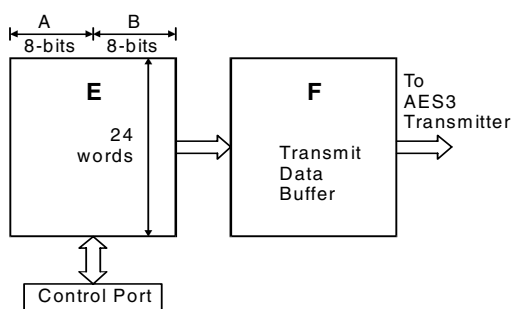 A B
8-bits 8-bits
E
24
words
F
Transmit
Data
Buffer
To
AES3
Transmitter
Control Port